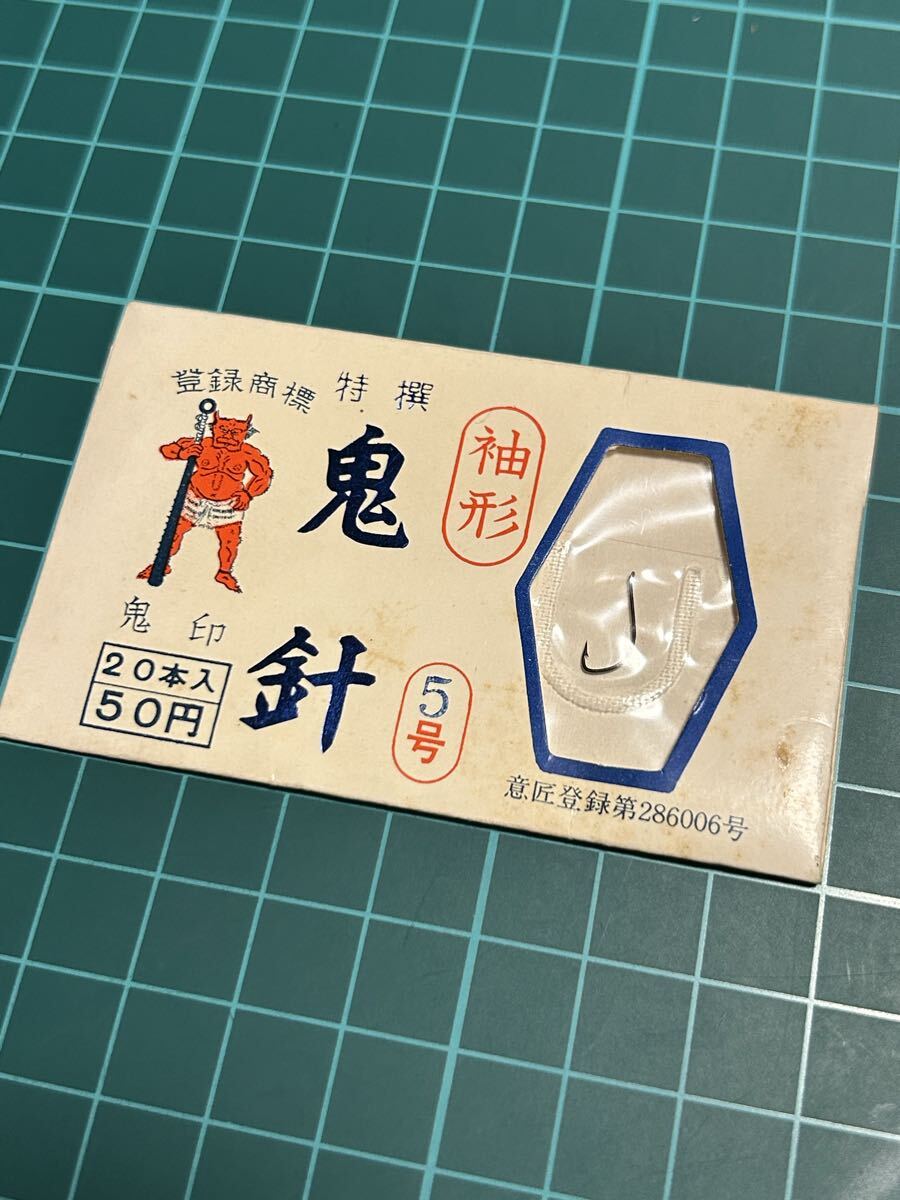 登録商標 特撰
鬼針
袖形
鬼印
20本入
50円
5号
意匠登録第286006号